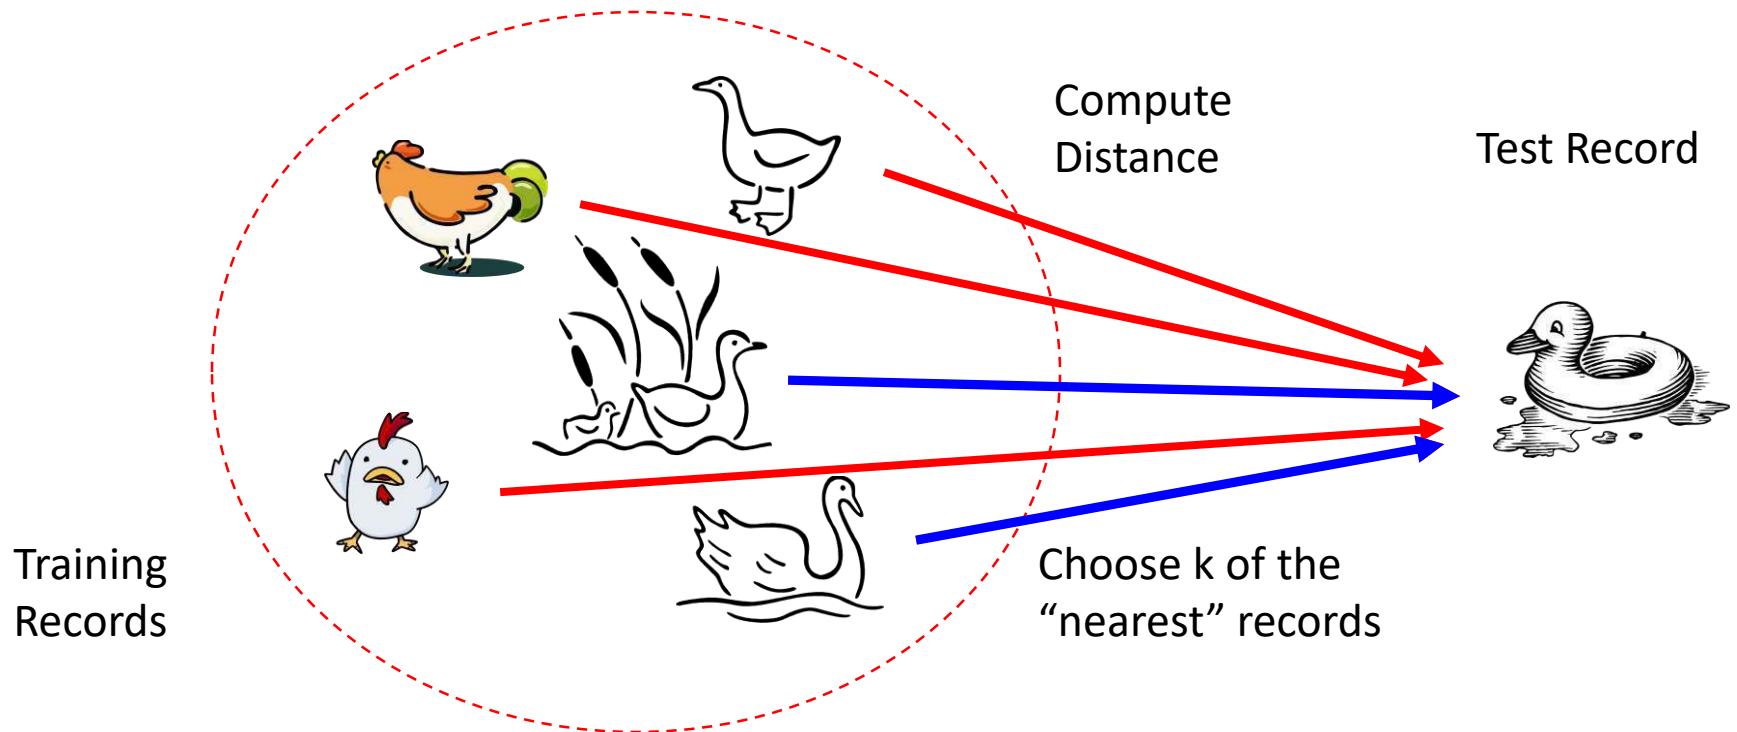 Compute
Distance
Test Record
Training
Records
Choose k of the
“nearest” records